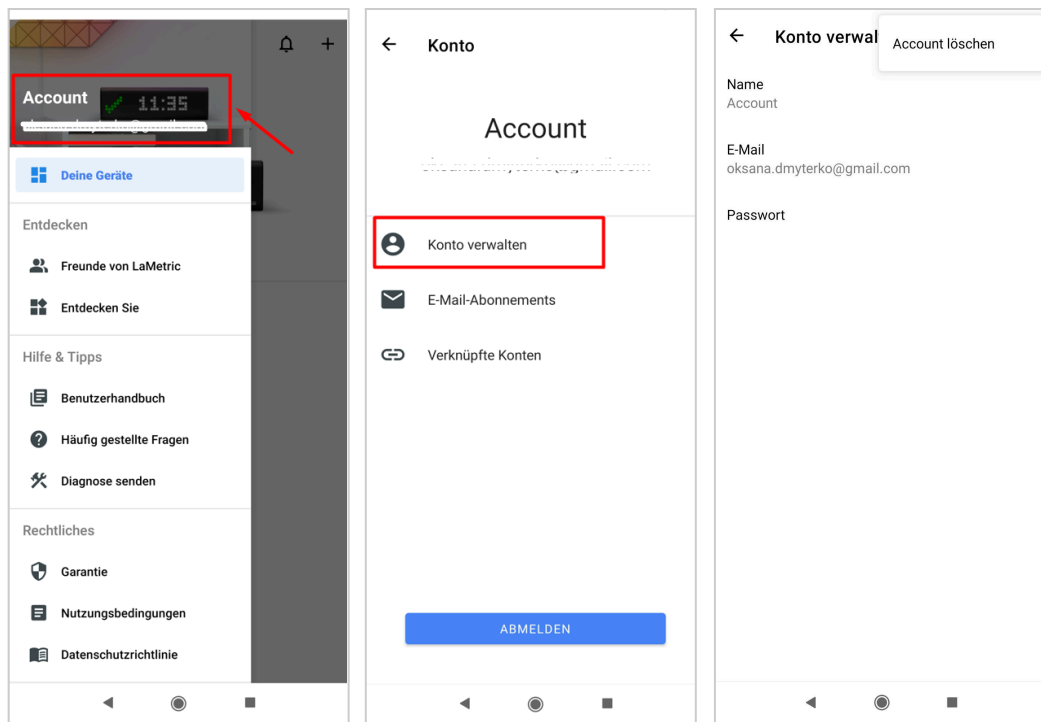 Account
11:35
Deine Geräte
Entdecken
Freunde von LaMetric
Entdecken Sie
Hilfe & Tipps
Benutzerhandbuch
Häufig gestellte Fragen
Diagnose senden
Rechtliches
Garantie
Nutzungsbedingungen
Datenschutzrichtlinie
Konto
Account
Konto verwalten
E-Mail-Abonnements
Verknüpfte Konten
ABMELDEN
Konto verwal
Account löschen
Name
Account
E-Mail
oksana.dmyterko@gmail.com
Passwort